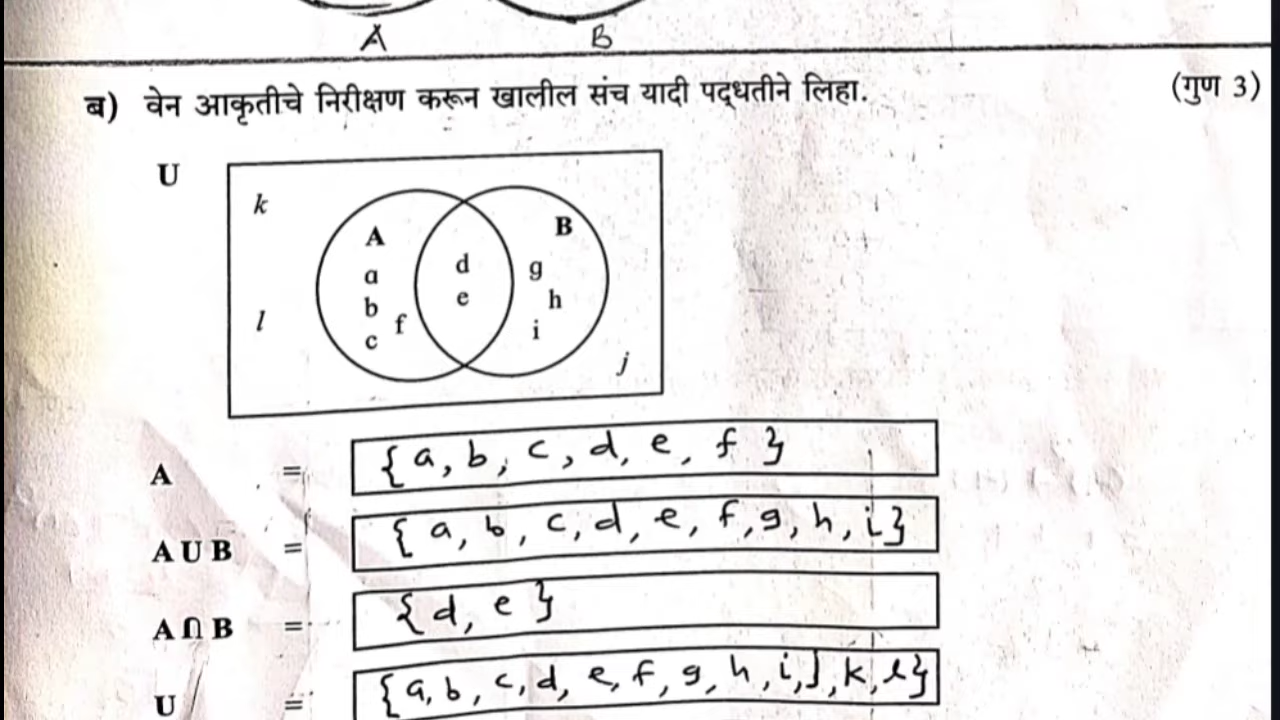 A B
ब) वेन आकृतीचे निरीक्षण करून खालील संच यादी पद्धतीने लिहा. (गुण 3)
U
k
A B
a d g
b e h
c f i
l
j
A = {a, b, c, d, e, f}
A U B = {a, b, c, d, e, f, g, h, i}
A ∩ B = {d, e}
U = {a, b, c, d, e, f, g, h, i, j, k, l}